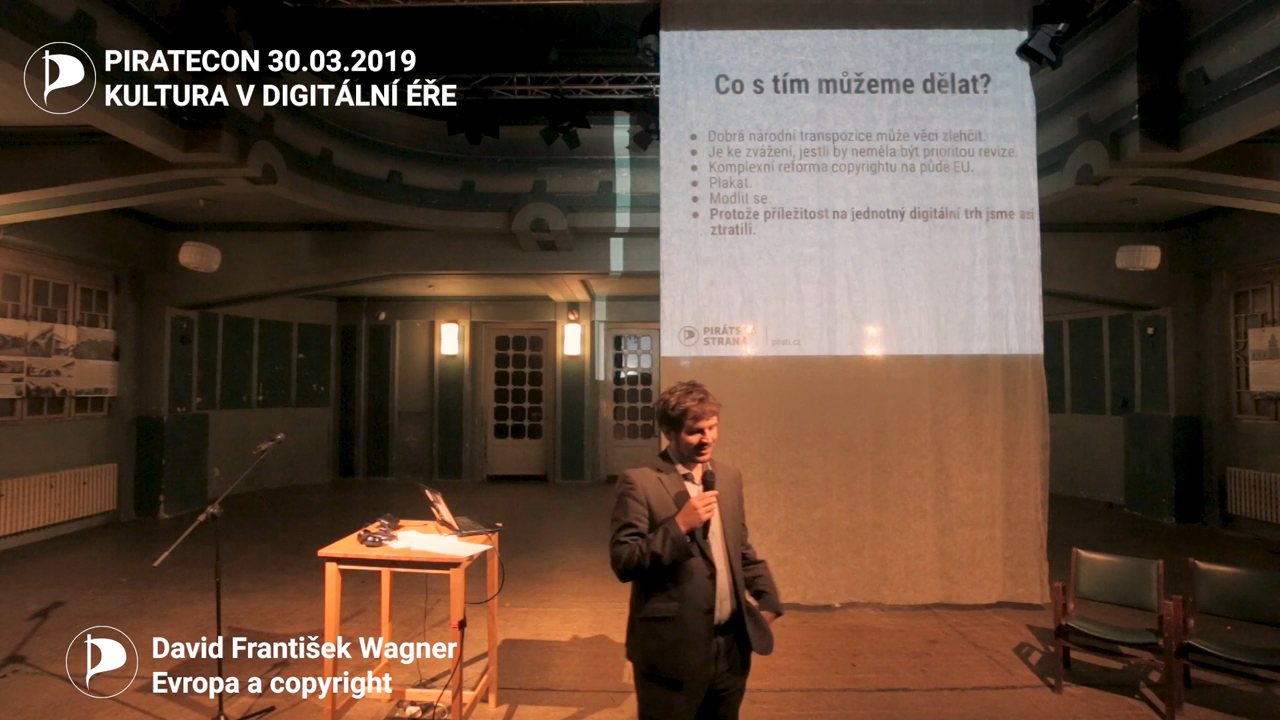 PIRATECON 30.03.2019
KULTURA V DIGITÁLNÍ ÉŘE
Co s tím můžeme dělat?
● Dobrá národní transpozice může věci zlehčit.
● Je ke zvážení, jestli by neměla být prioritou revize.
● Komplexní reforma copyrightu na půdě EU.
● Plakat.
● Modlit se.
● Protože příležitost na jednotný digitální trh jsme asi
ztratili.
PIRÁTSKÁ
STRANA
pirati.cz
David František Wagner
Evropa a copyright